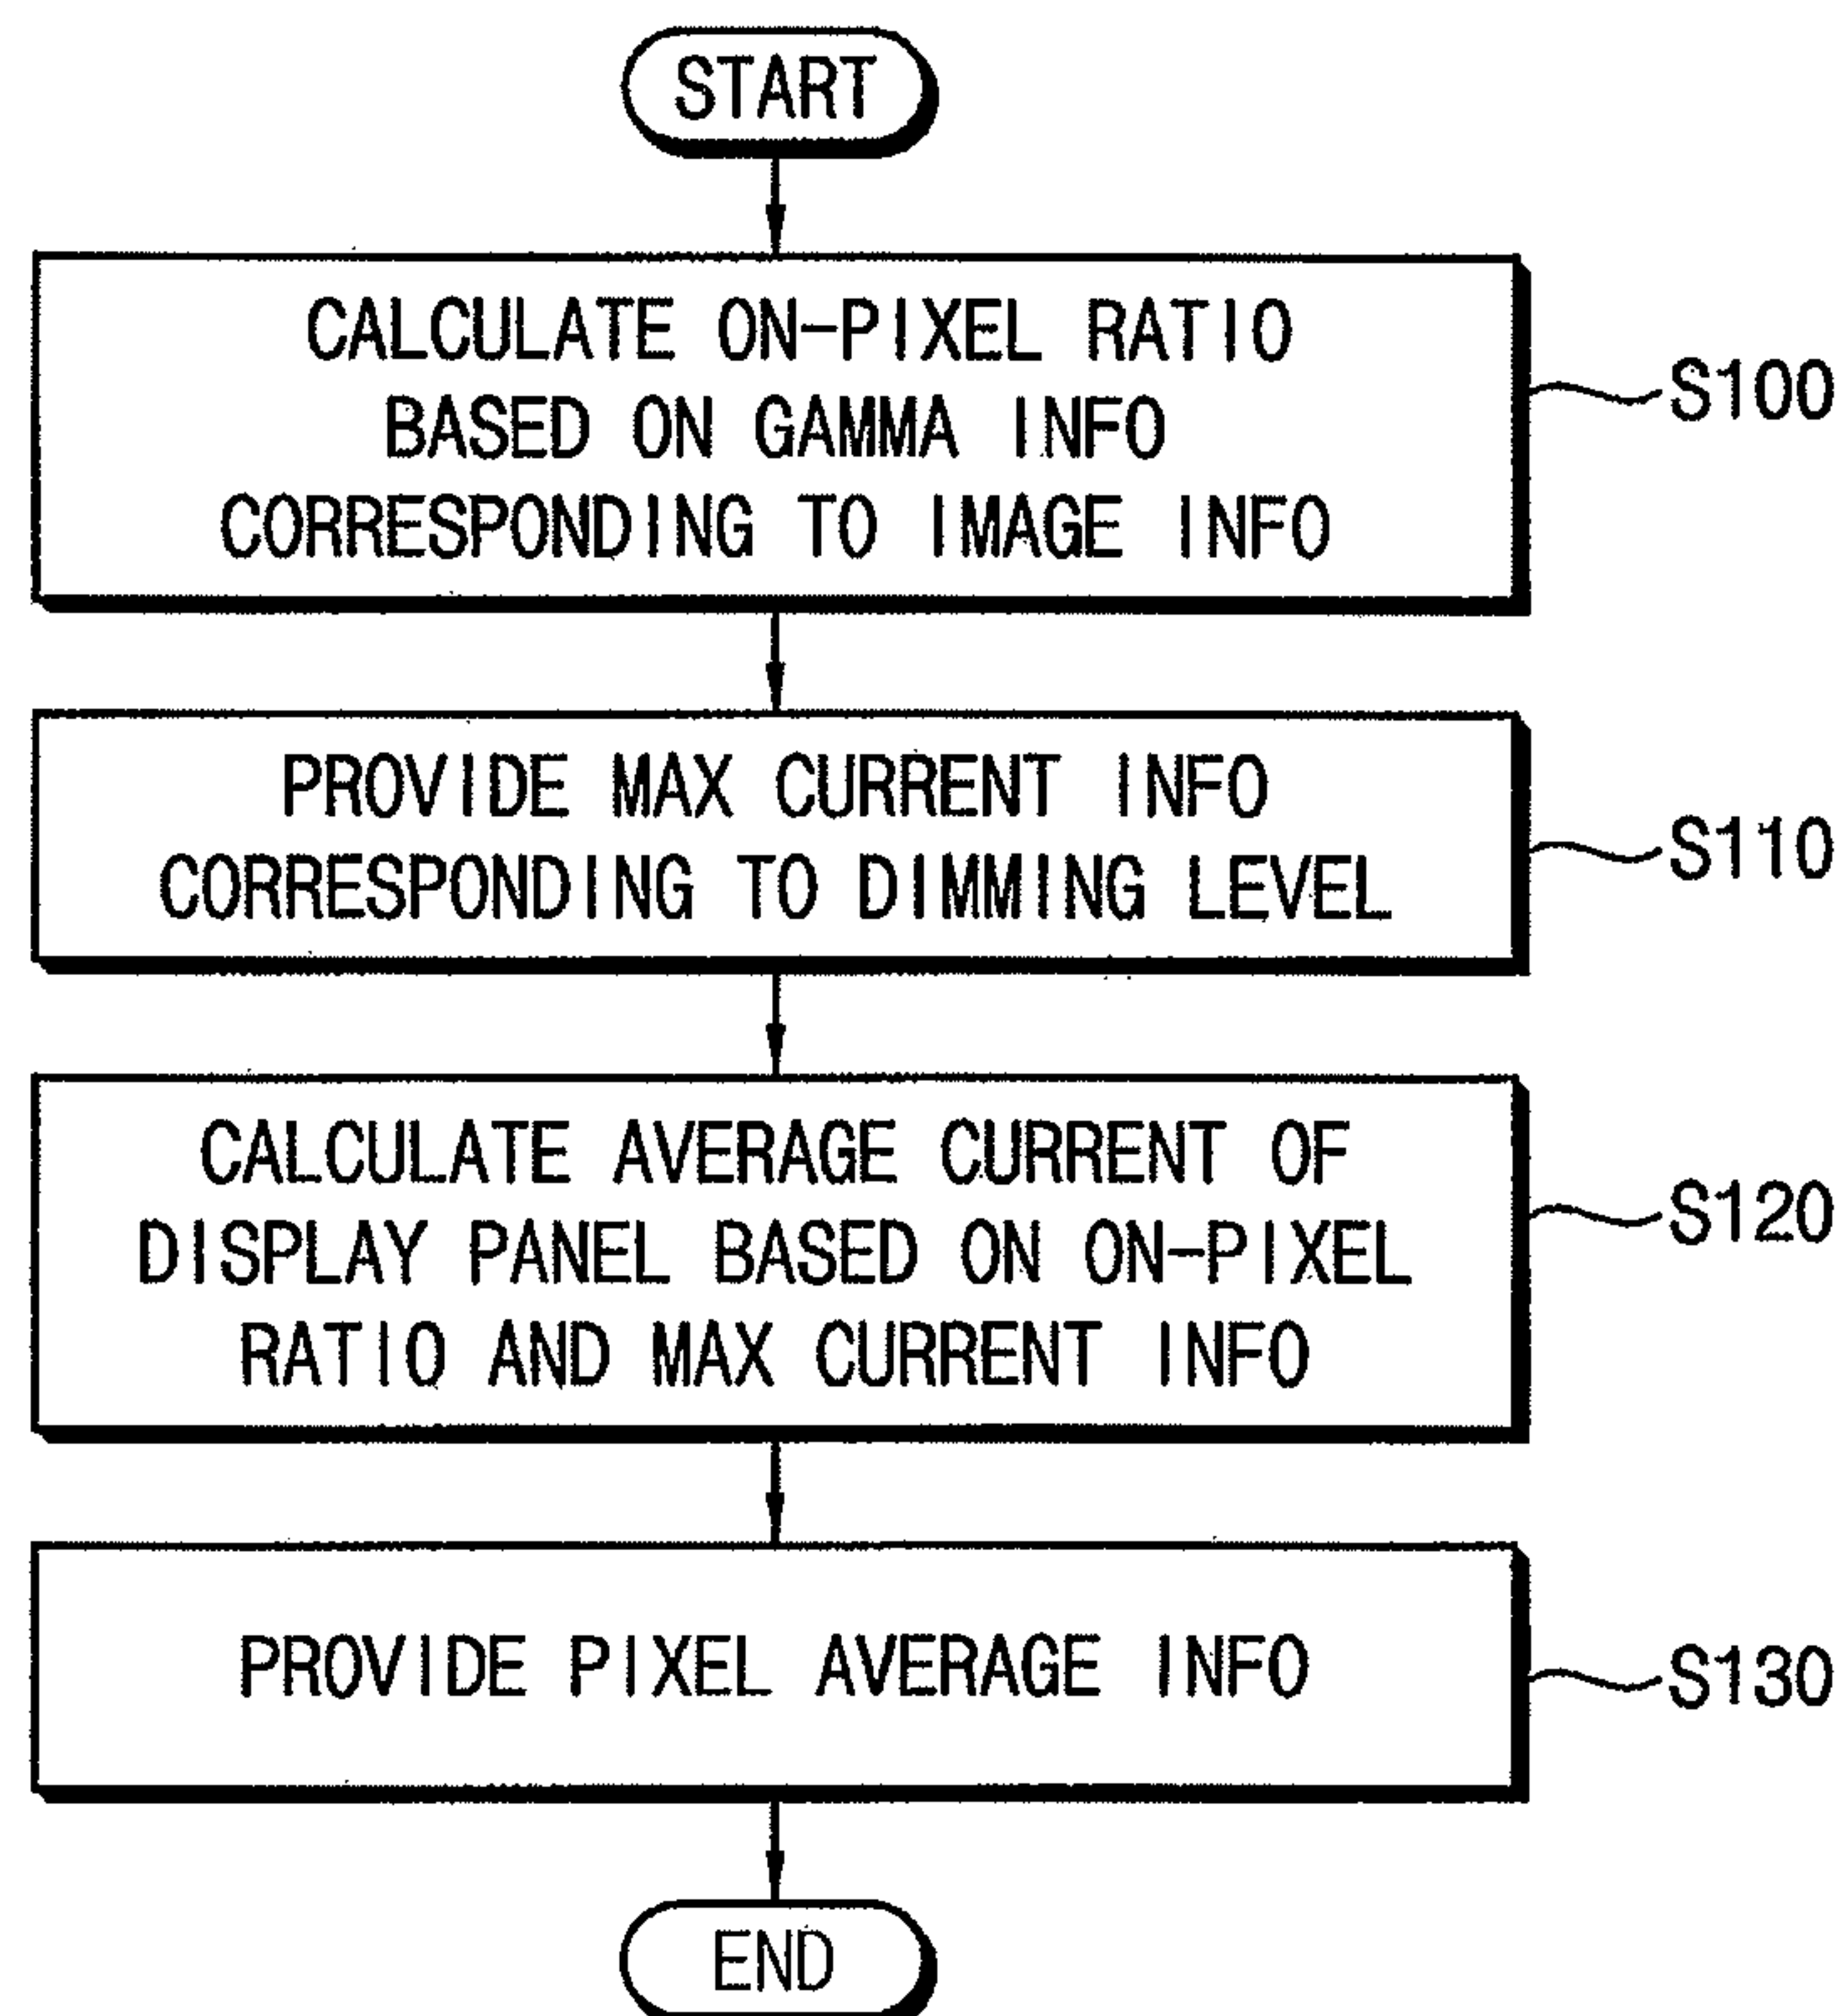 START
CALCULATE ON-PIXEL RATIO
BASED ON GAMMA INFO
CORRESPONDING TO IMAGE INFO
S100
PROVIDE MAX CURRENT INFO
CORRESPONDING TO DIMMING LEVEL
S110
CALCULATE AVERAGE CURRENT OF
DISPLAY PANEL BASED ON ON-PIXEL
RATIO AND MAX CURRENT INFO
S120
PROVIDE PIXEL AVERAGE INFO
S130
END